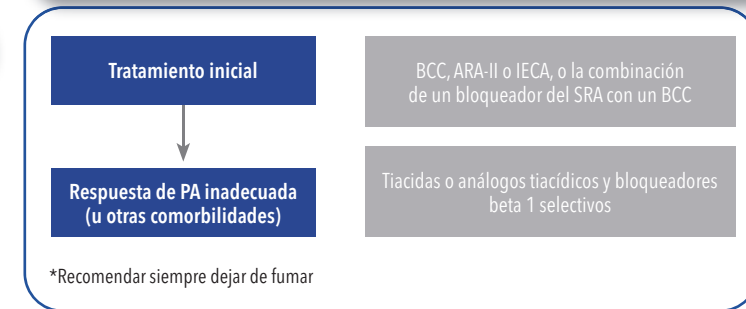 Tratamiento inicial
BCC, ARA-II o IECA, o la combinación
de un bloqueador del SRA con un BCC
Respuesta de PA inadecuada
(u otras comorbilidades)
Tiacidas o análogos tiacídicos y bloqueadores
beta 1 selectivos
*Recomendar siempre dejar de fumar